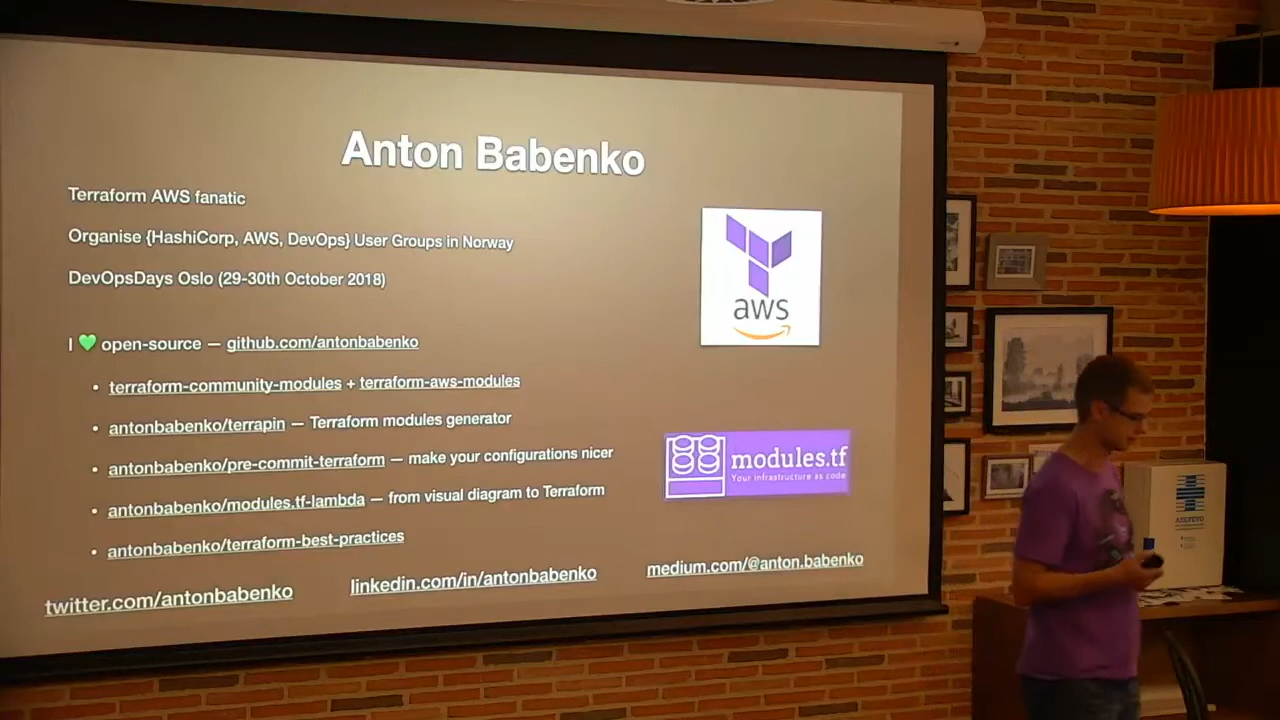 Anton Babenko
Terraform AWS fanatic
Organise {HashiCorp, AWS, DevOps} User Groups in Norway
DevOpsDays Oslo (29-30th October 2018)
I 💚 open-source — github.com/antonbabenko
• terraform-community-modules + terraform-aws-modules
• antonbabenko/terrapin — Terraform modules generator
• antonbabenko/pre-commit-terraform — make your configurations nicer
• antonbabenko/modules.tf-lambda — from visual diagram to Terraform
• antonbabenko/terraform-best-practices
twitter.com/antonbabenko
linkedin.com/in/antonbabenko
medium.com/@anton.babenko
aws
modules.tf
Your infrastructure as code